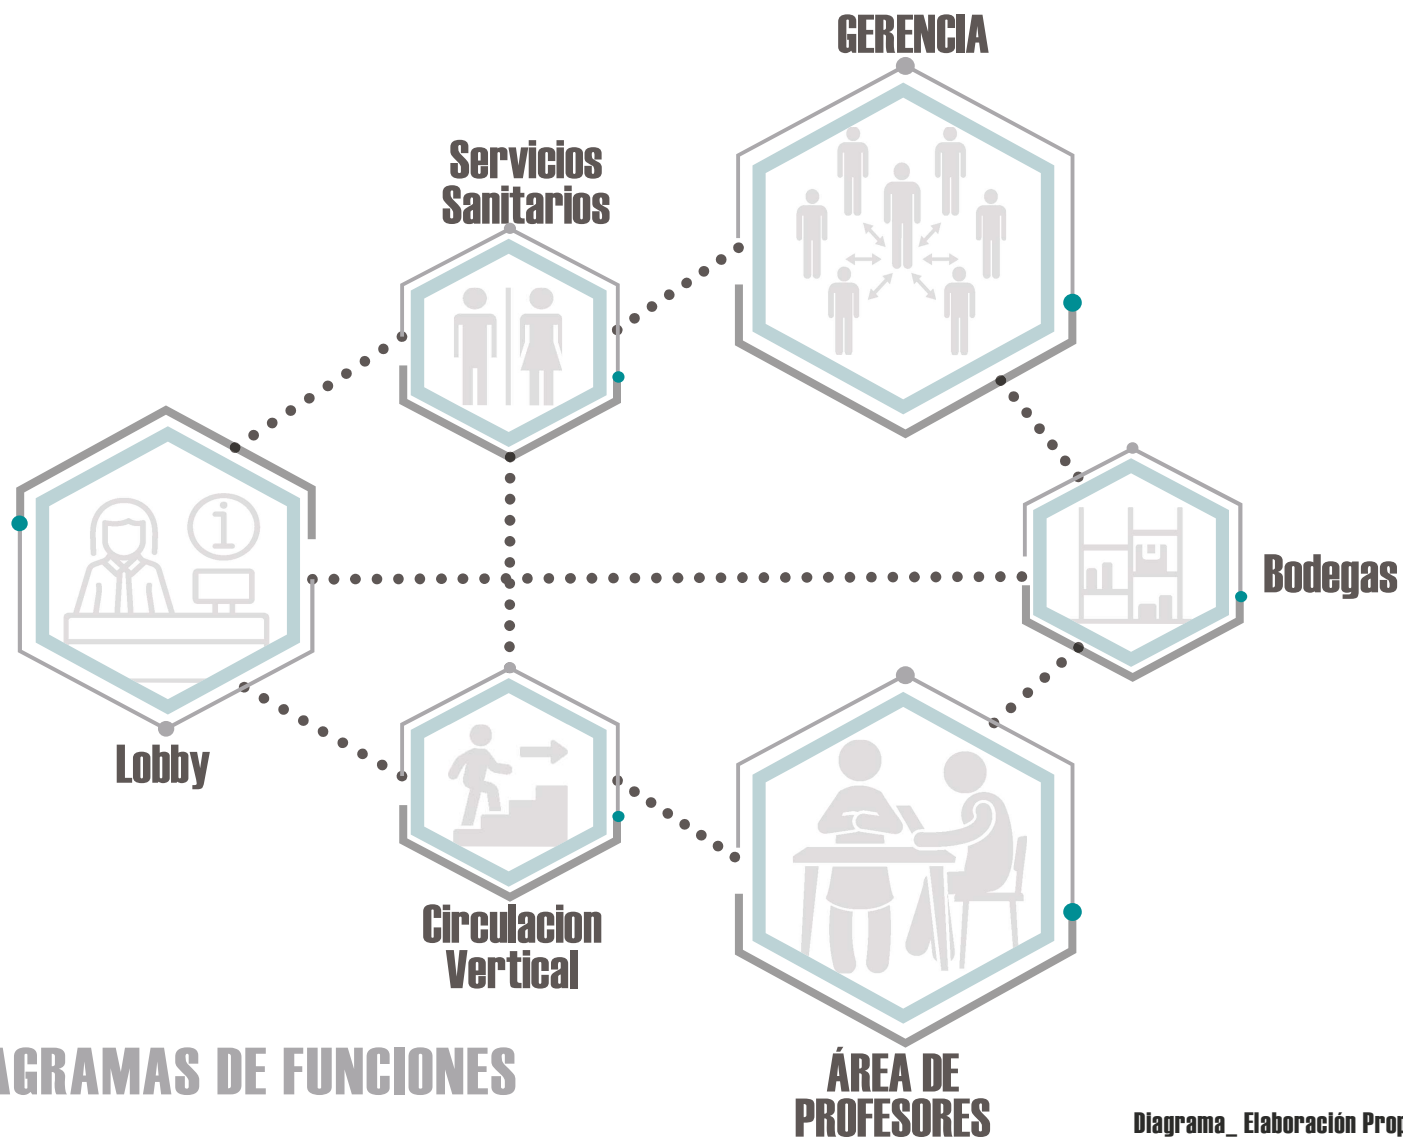 GERENCIA
Servicios
Sanitarios
i
Bodegas
Lobby
Circulacion
Vertical
AGRAMAS DE FUNCIONES
ÁREA DE
PROFESORES
Diagrama_ Elaboración Prop